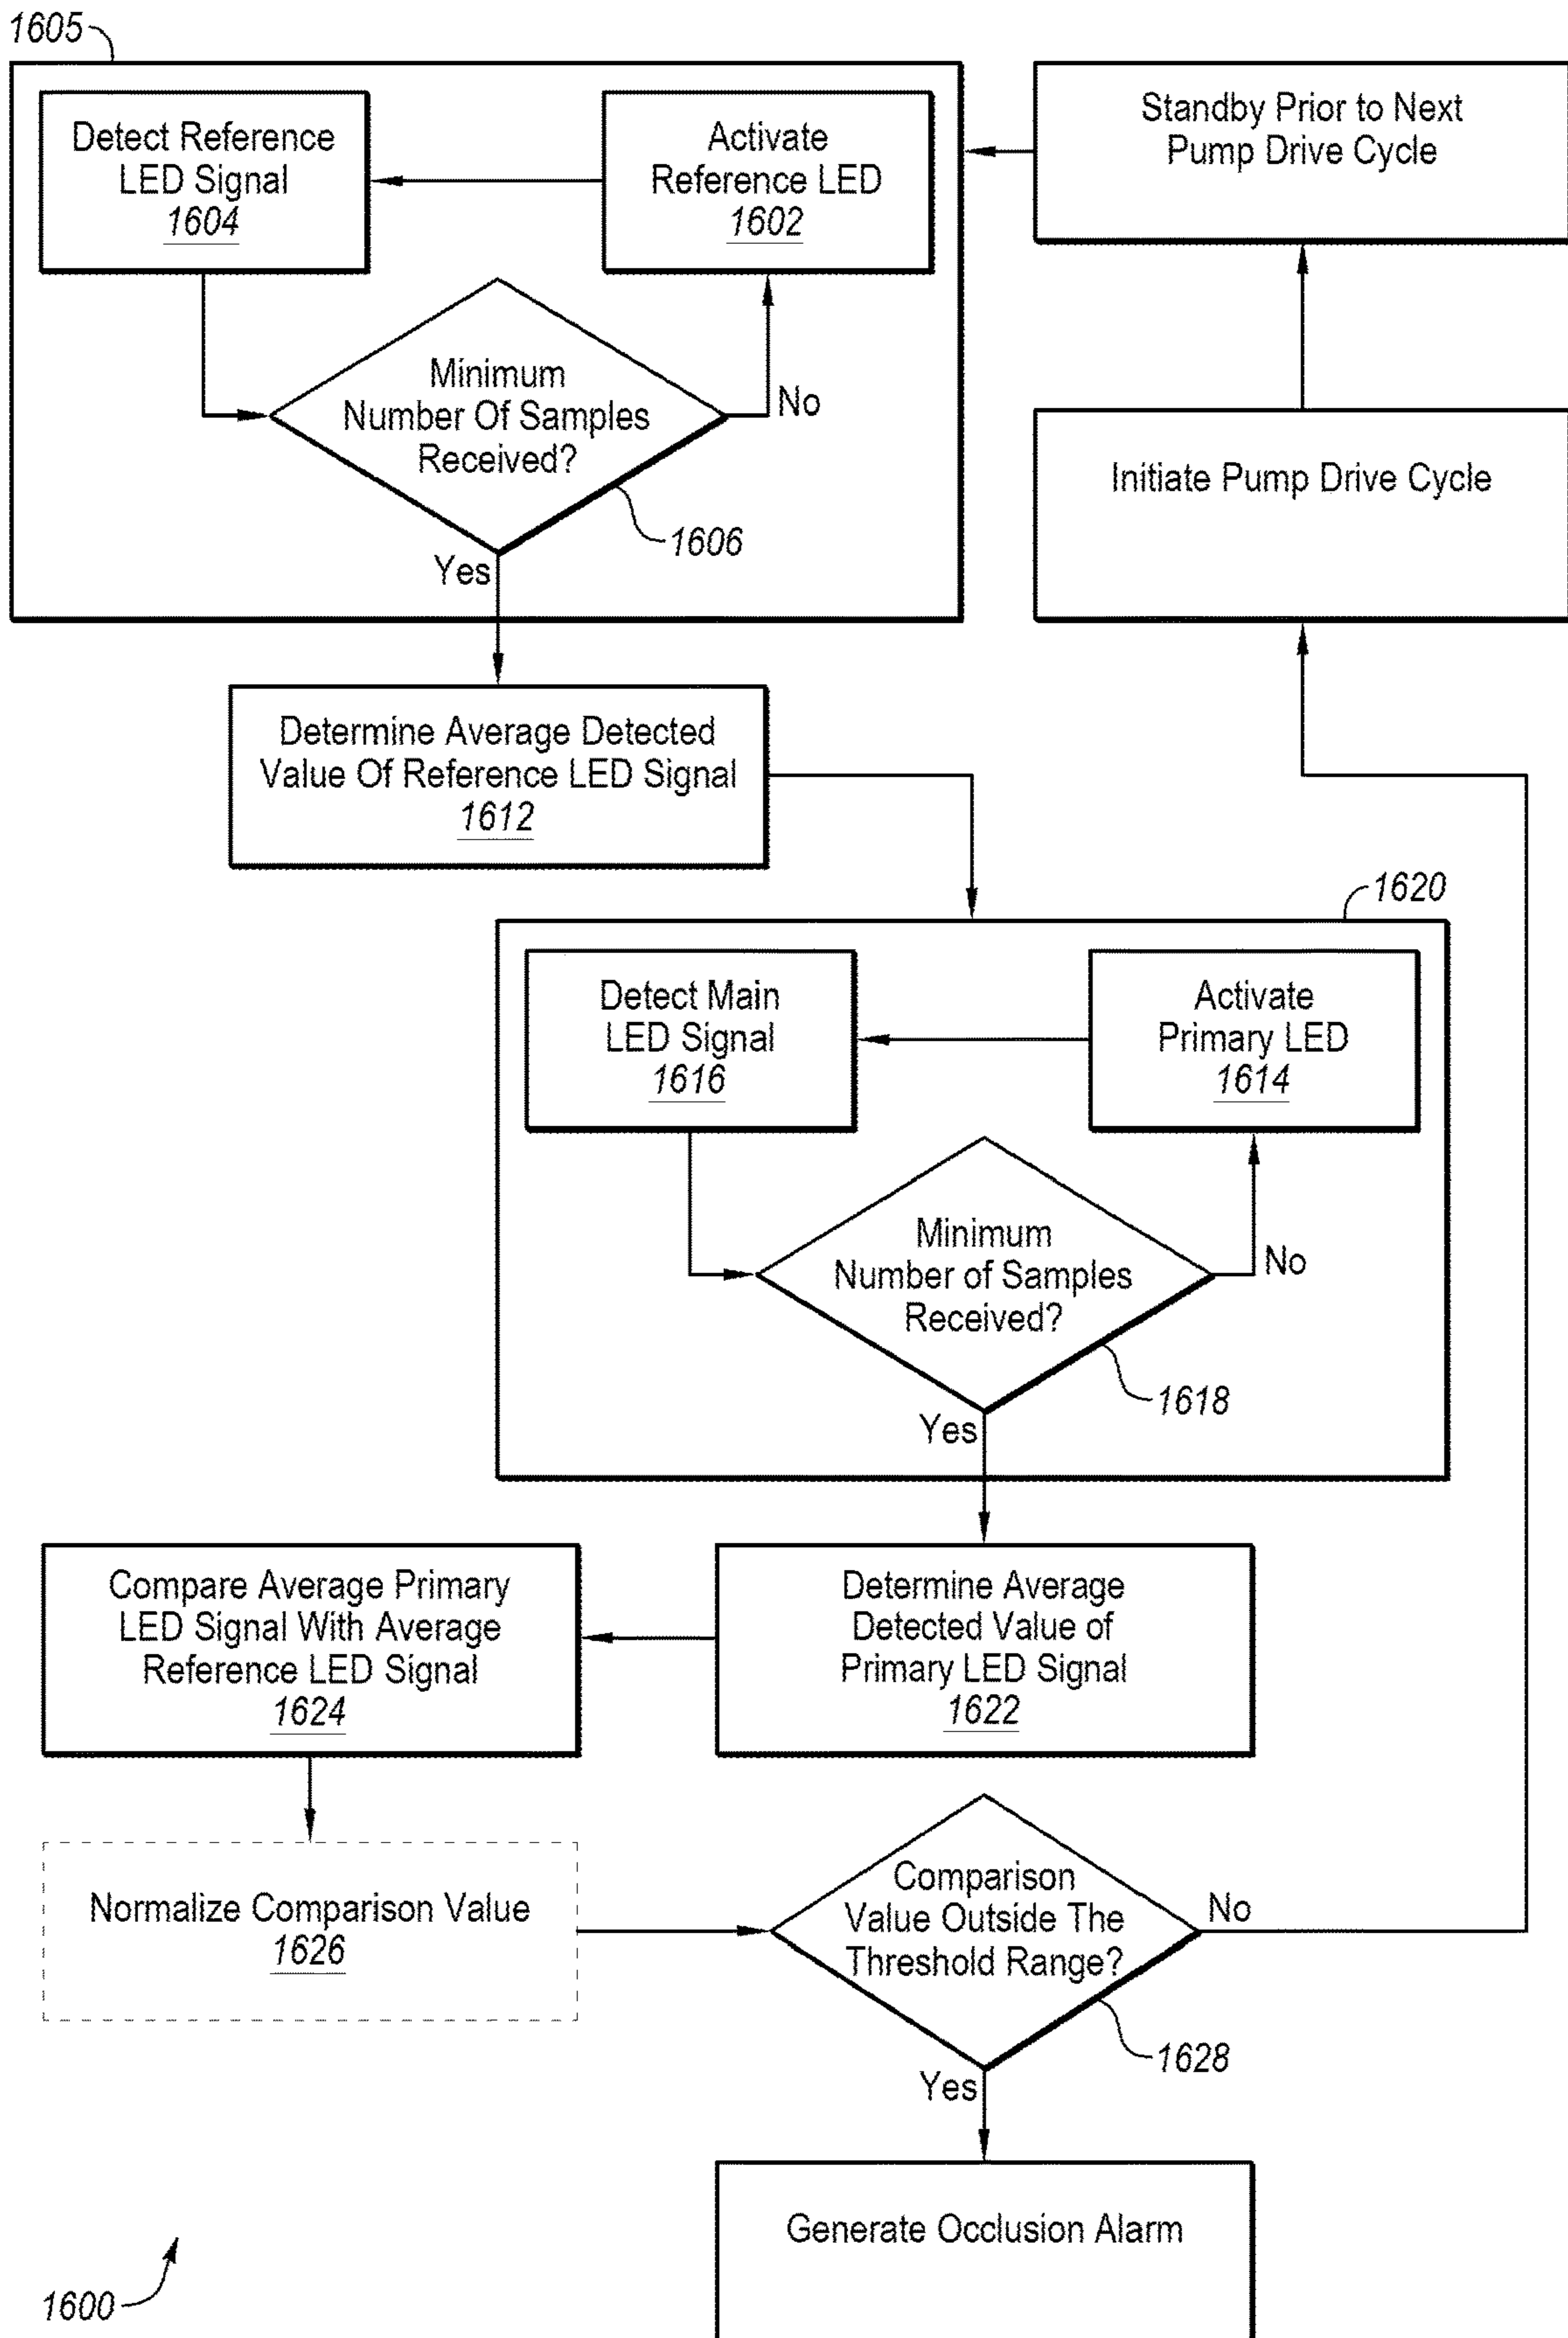 1605
Detect Reference
LED Signal
1604
Activate
Reference LED
1602
Standby Prior to Next
Pump Drive Cycle
Minimum
Number Of Samples
Received?
No
1606
Yes
Initiate Pump Drive Cycle
Determine Average Detected
Value Of Reference LED Signal
1612
1620
Detect Main
LED Signal
1616
Activate
Primary LED
1614
Minimum
Number of Samples
Received?
No
1618
Yes
Compare Average Primary
LED Signal With Average
Reference LED Signal
1624
Determine Average
Detected Value of
Primary LED Signal
1622
Normalize Comparison Value
1626
Comparison
Value Outside The
Threshold Range?
No
1628
Yes
Generate Occlusion Alarm
1600